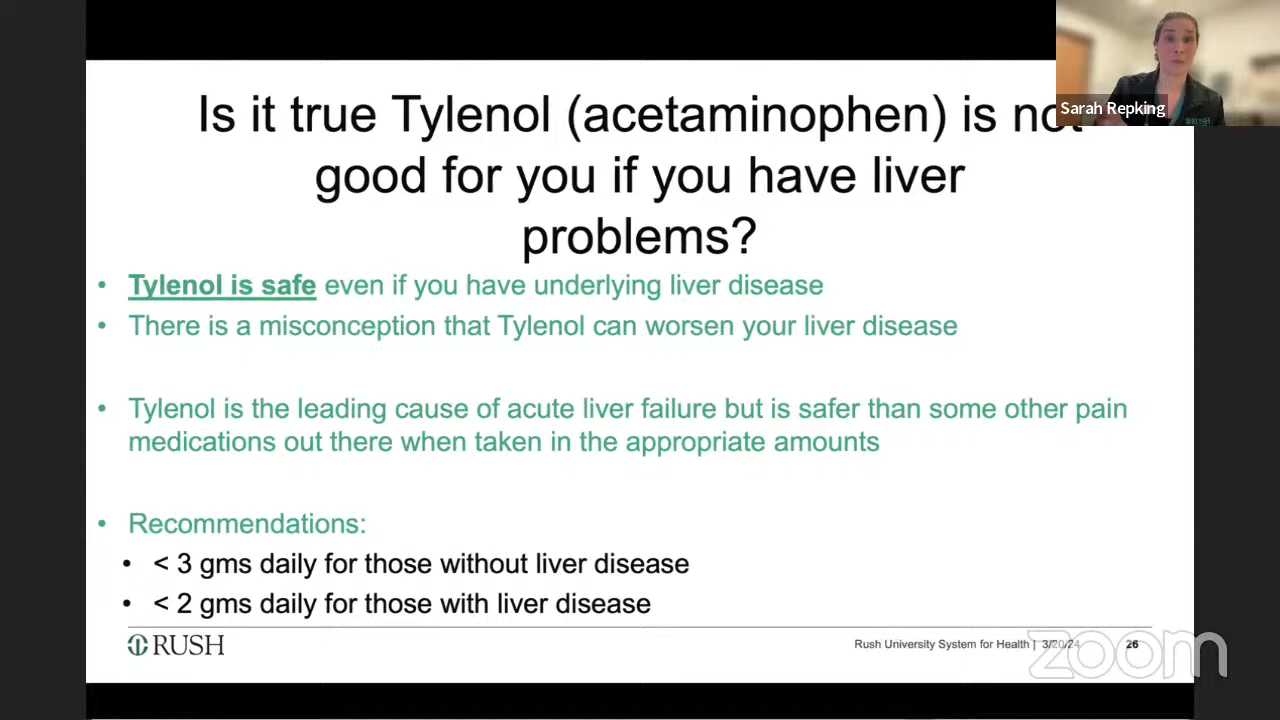 Is it true Tylenol (acetaminophen) is not
good for you if you have liver
problems?
Sarah Repking
• Tylenol is safe even if you have underlying liver disease
• There is a misconception that Tylenol can worsen your liver disease
• Tylenol is the leading cause of acute liver failure but is safer than some other pain
medications out there when taken in the appropriate amounts
• Recommendations:
• < 3 gms daily for those without liver disease
• < 2 gms daily for those with liver disease
RUSH
Rush University System for Health | 3/20/24
26
zoom